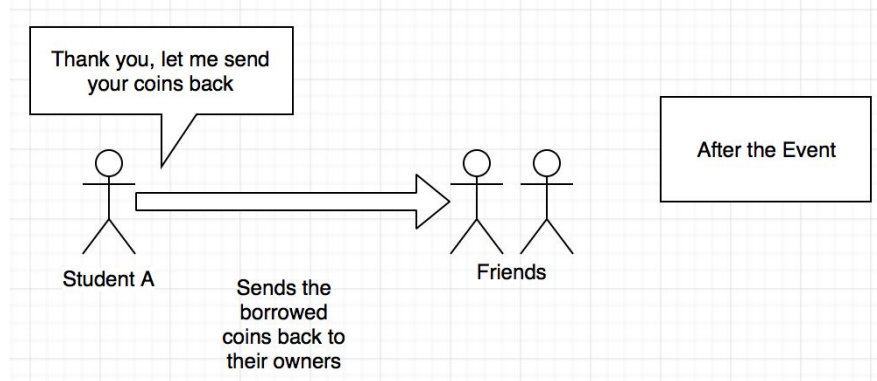 Thank you, let me send
your coins back
After the Event
Student A
Friends
Sends the
borrowed
coins back to
their owners